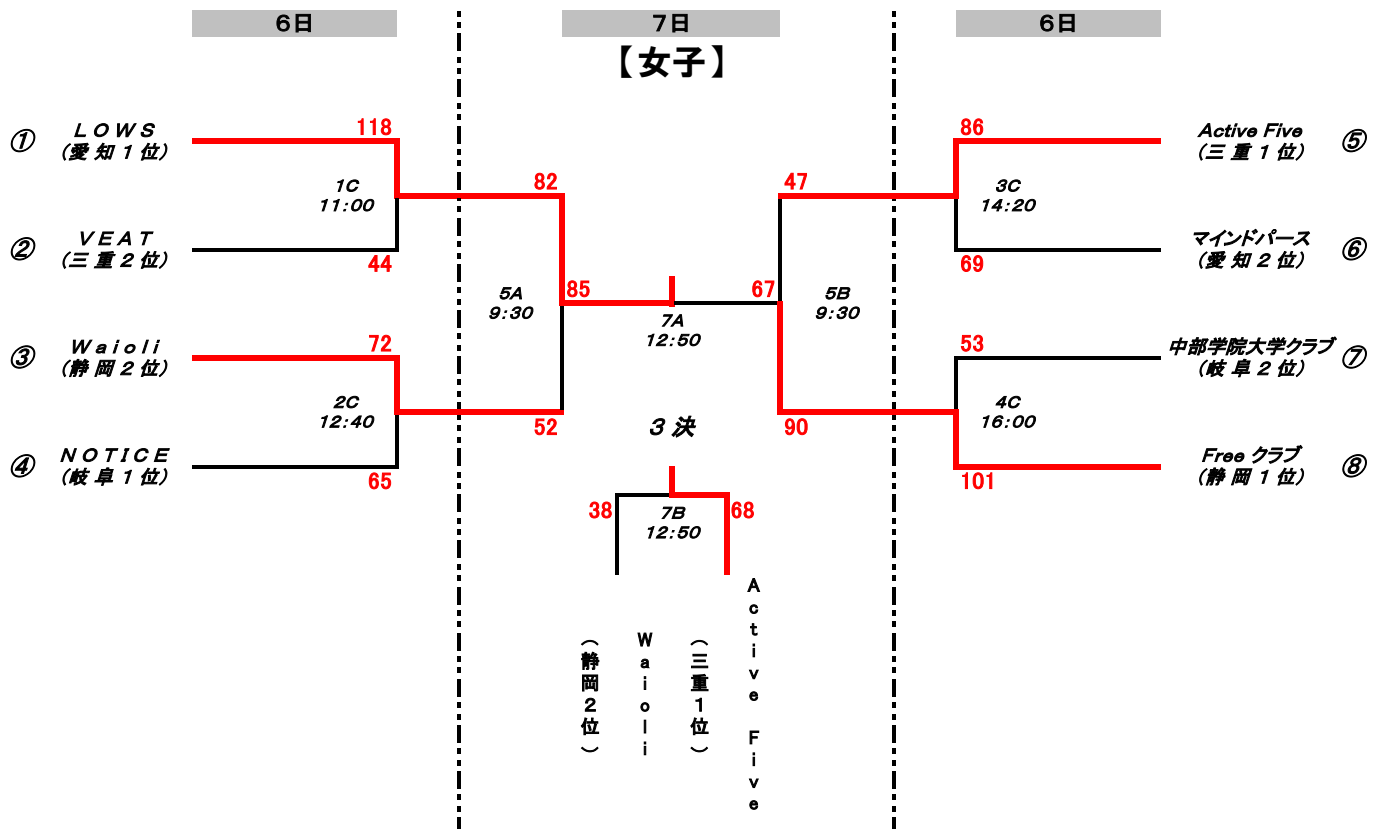 6日
7日
6日
【女子】
① LOWS
(愛知1位)
118
1C
11:00
② VEAT
(三重2位)
44
③ Waioli
(静岡2位)
72
2C
12:40
④ NOTICE
(岐阜1位)
65
82
5A
9:30
52
85
67
7A
12:50
47
5B
9:30
90
86
Active Five ⑤
(三重1位)
3C
14:20
69
マインドパース ⑥
(愛知2位)
53
中部学院大学クラブ ⑦
(岐阜2位)
4C
16:00
101
Free クラブ ⑧
(静岡1位)
3決
38
68
7B
12:50
Waioli
(静岡2位)
Active Five
(三重1位)